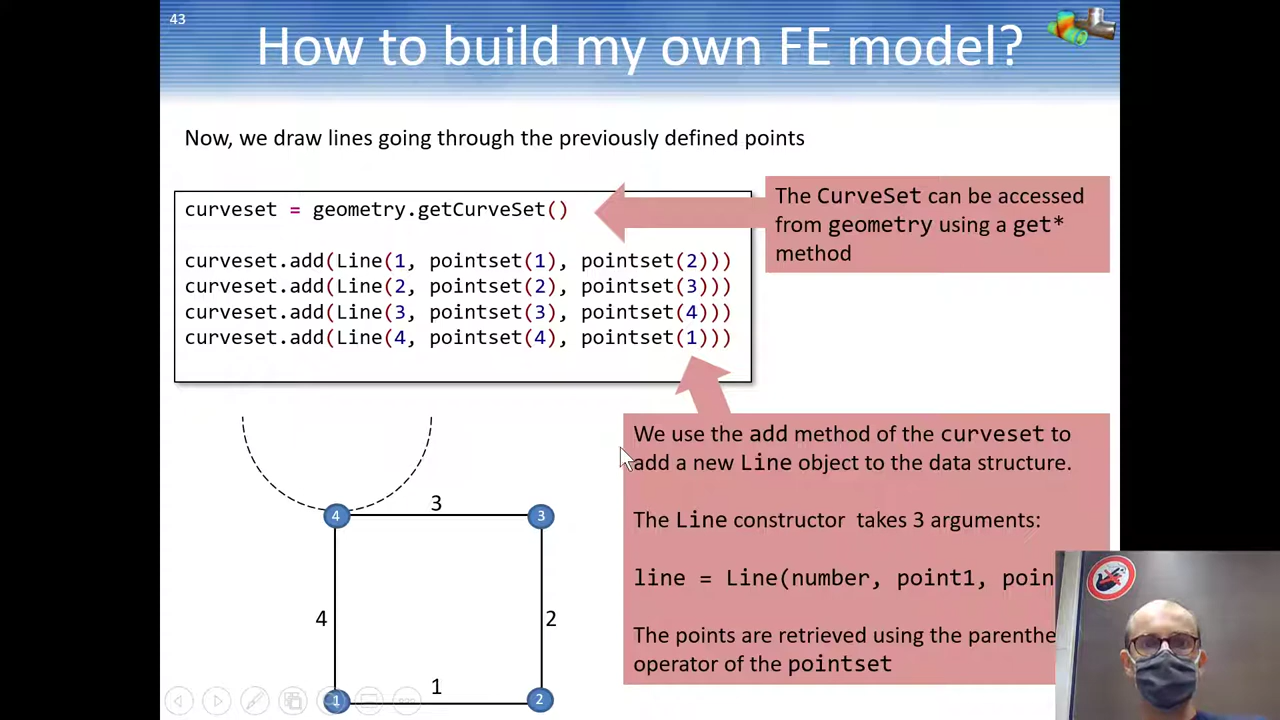 43
How to build my own FE model?
Now, we draw lines going through the previously defined points
curveset = geometry.getCurveSet()
curveset.add(Line(1, pointset(1), pointset(2)))
curveset.add(Line(2, pointset(2), pointset(3)))
curveset.add(Line(3, pointset(3), pointset(4)))
curveset.add(Line(4, pointset(4), pointset(1)))
The CurveSet can be accessed
from geometry using a get*
method
We use the add method of the curveset to
add a new Line object to the data structure.
The Line constructor takes 3 arguments:
line = Line(number, point1, poin
The points are retrieved using the parenthe
operator of the pointset
3
4
3
4
2
1
1
2